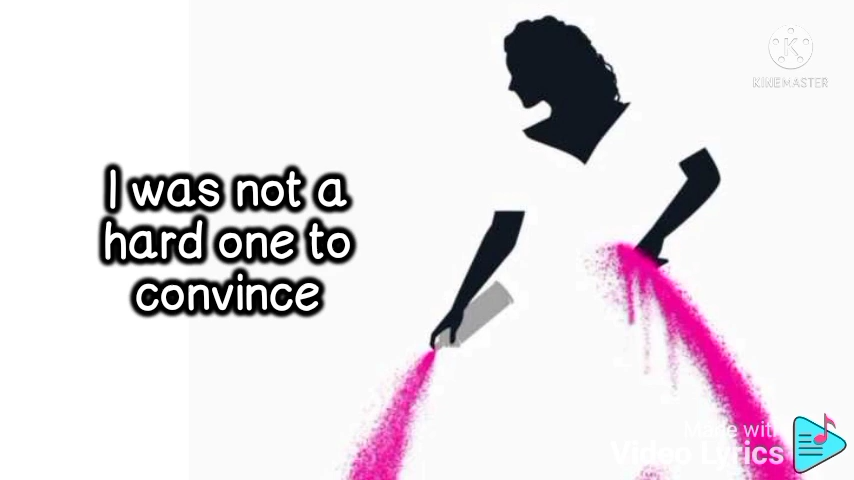 I was not a
hard one to
convince
KINEMASTER
Made with
Video Lyrics